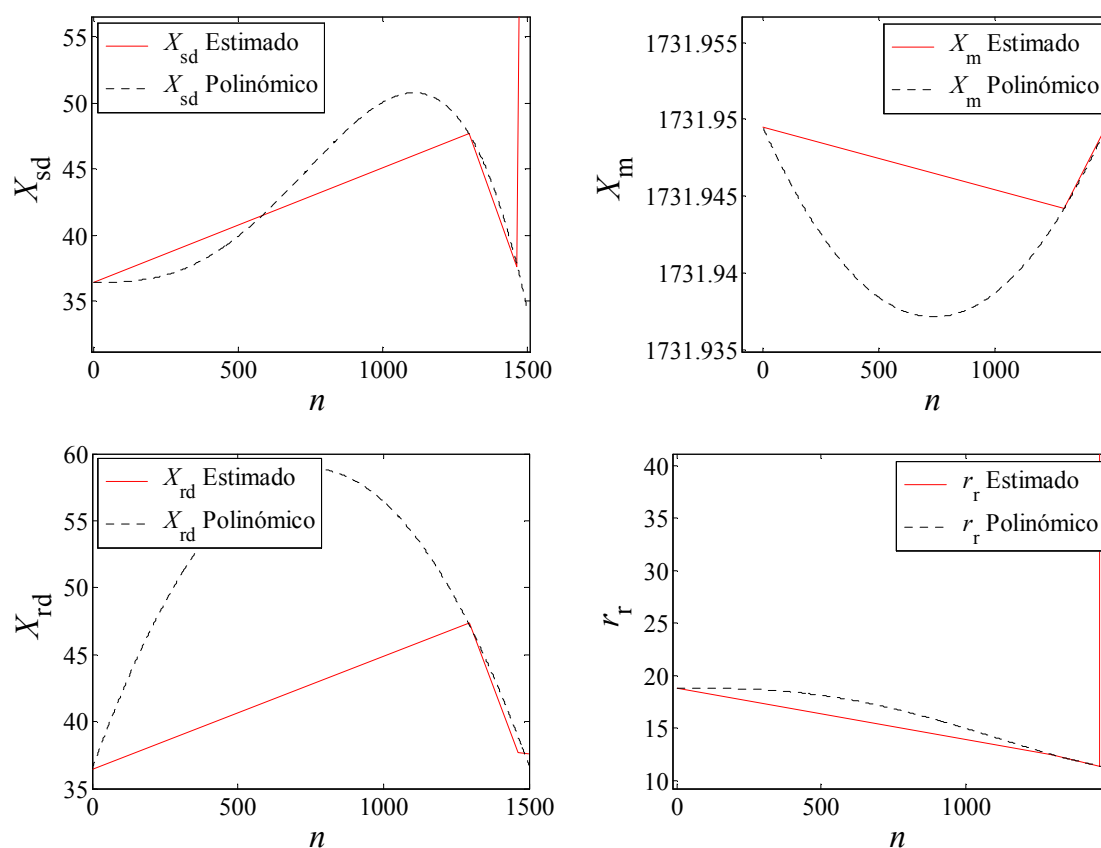 X_sd Estimado
X_sd Polinómico
55
50
45
40
35
X_sd
0
500
1000
1500
n
X_m Estimado
X_m Polinómico
1731.955
1731.95
1731.945
1731.94
1731.935
X_m
0
500
1000
n
X_rd Estimado
X_rd Polinómico
60
55
50
45
40
35
X_rd
0
500
1000
1500
n
r_r Estimado
r_r Polinómico
40
35
30
25
20
15
10
r_r
0
500
1000
n